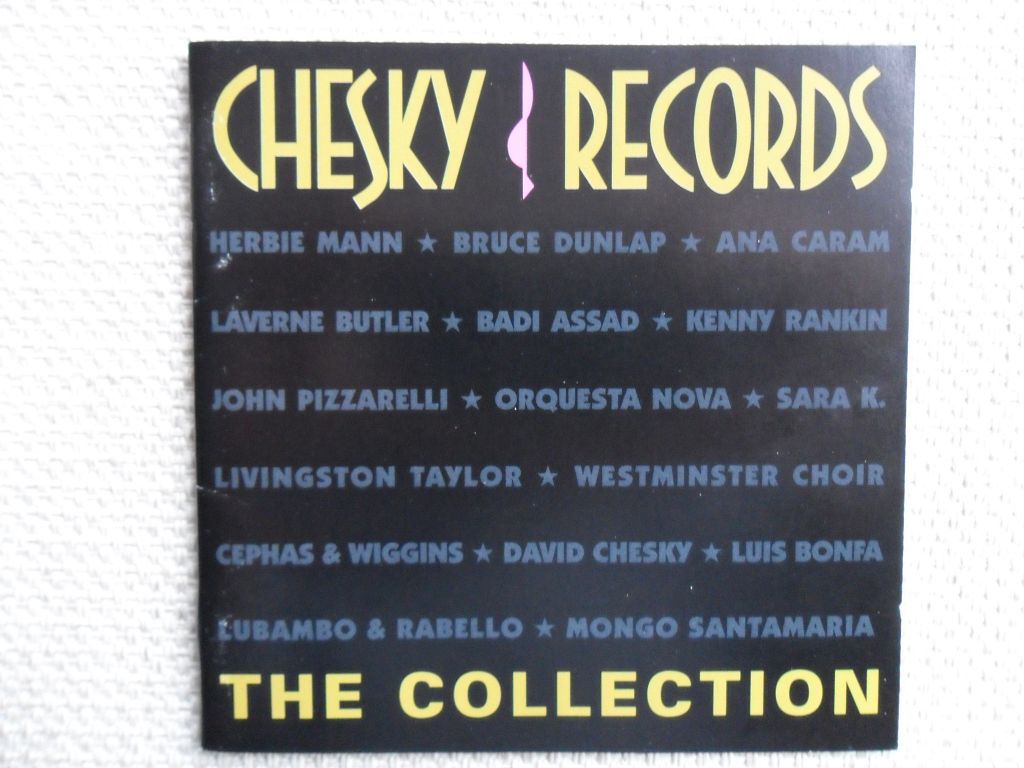 CHESKY RECORDS
HERBIE MANN ★ BRUCE DUNLAP ★ ANA CARAM
LAVERNE BUTLER ★ BADI ASSAD ★ KENNY RANKIN
JOHN PIZZARELLI ★ ORQUESTA NOVA ★ SARA K.
LIVINGSTON TAYLOR ★ WESTMINSTER CHOIR
CEPHAS & WIGGINS ★ DAVID CHESKY ★ LUIS BONFA
LUBAMBO & RABELLO ★ MONGO SANTAMARIA
THE COLLECTION